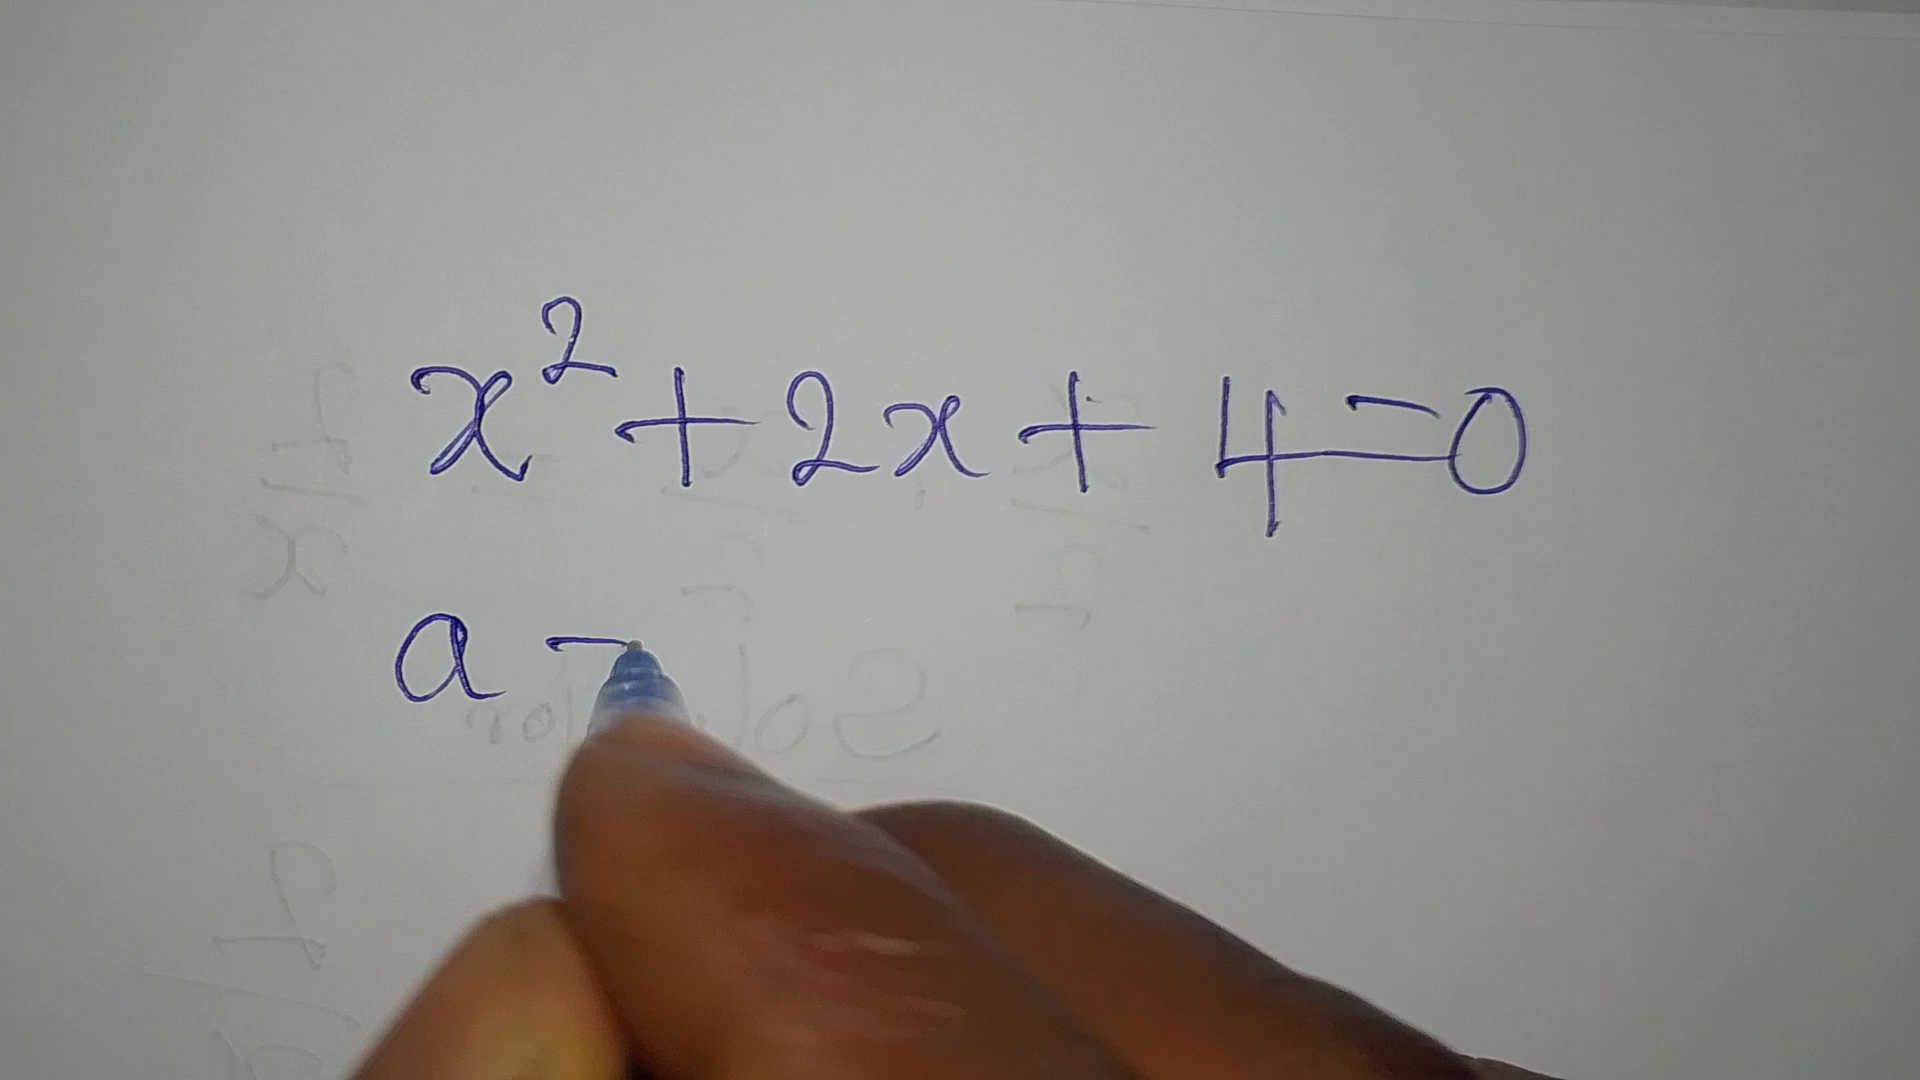 x² + 2x + 4 = 0
a -